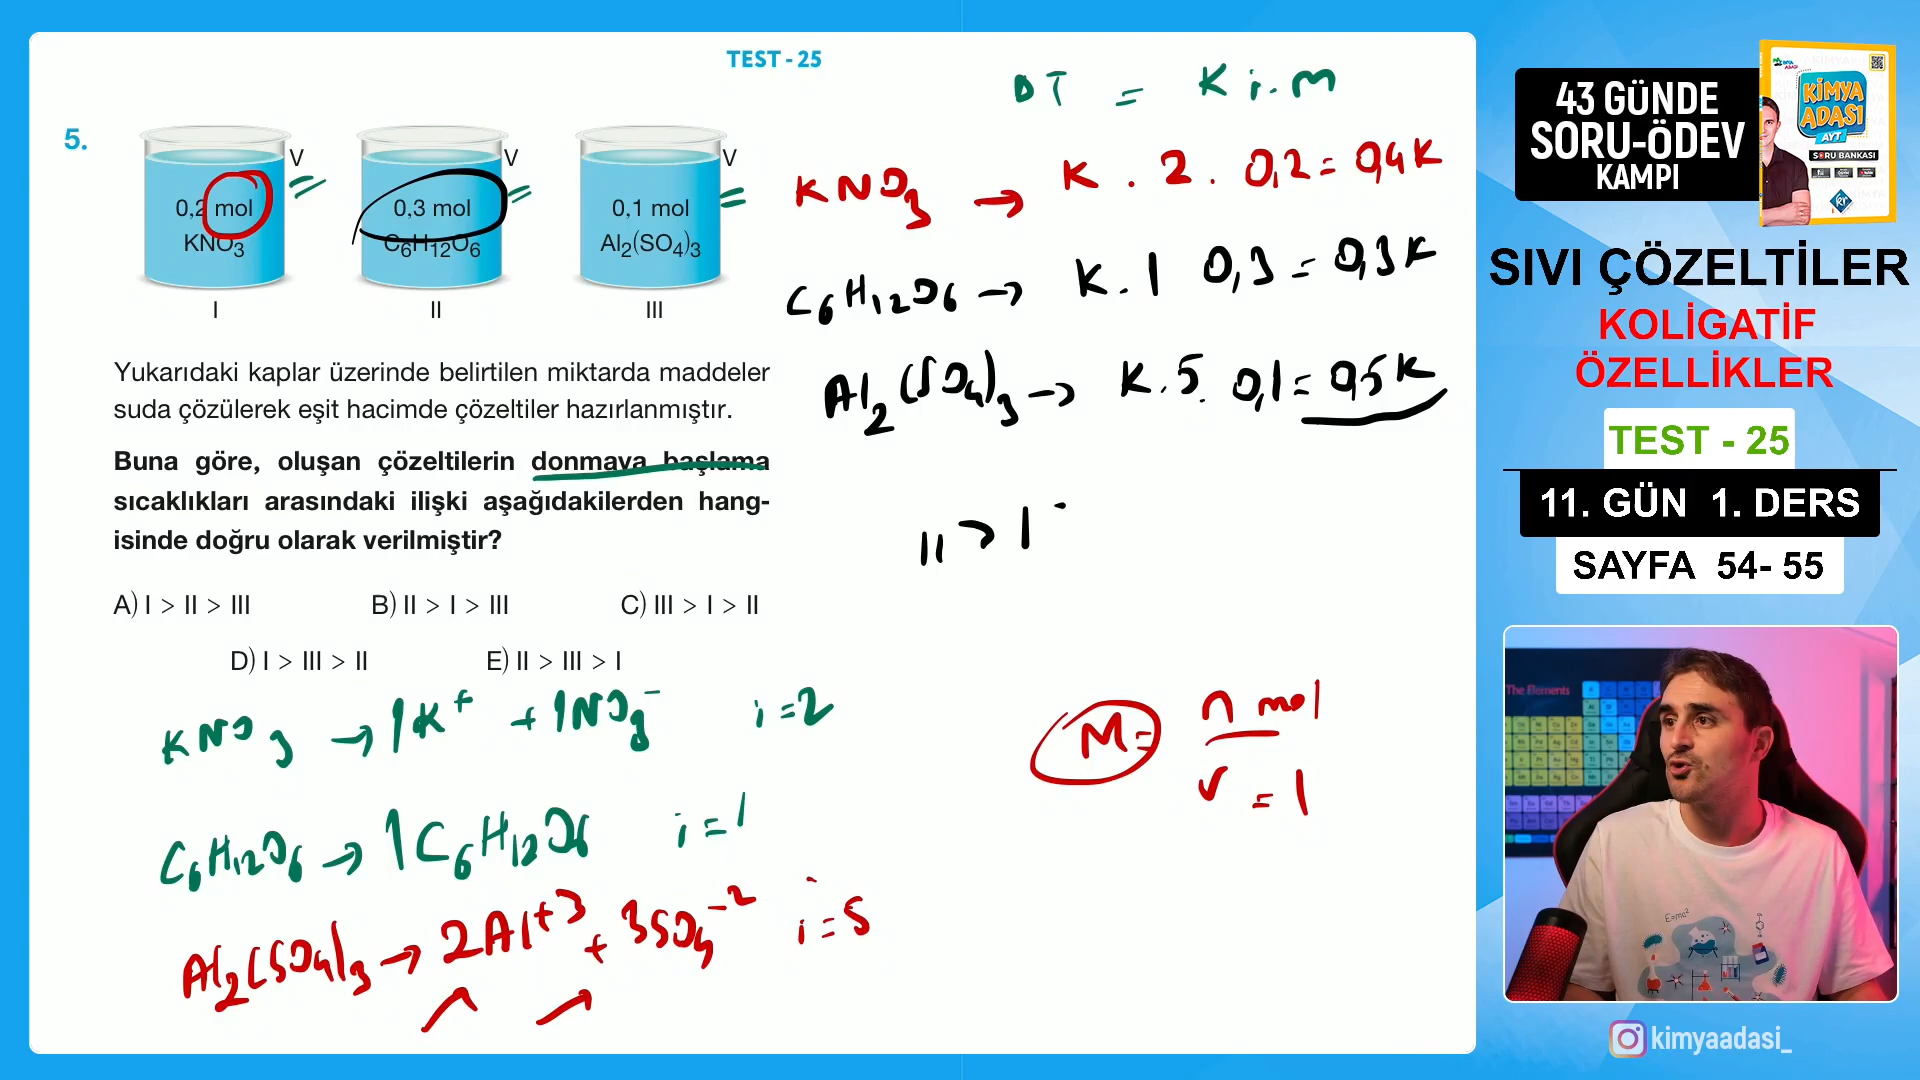 TEST - 25
5.
V
V
V
0,2 mol
KNO3
0,3 mol
C6H12O6
0,1 mol
Al2(SO4)3
I
II
III
Yukarıdaki kaplar üzerinde belirtilen miktarda maddeler
suda çözülerek eşit hacimde çözeltiler hazırlanmıştır.
Buna göre, oluşan çözeltilerin donmaya başlama
sıcaklıkları arasındaki ilişki aşağıdakilerden hang-
isinde doğru olarak verilmiştir?
A) I > II > III
B) II > I > III
C) III > I > II
D) I > III > II
E) II > III > I
KNO3 → 1K+ + 1NO3- i=2
C6H12O6 → 1C6H12O6 i=1
Al2(SO4)3 → 2Al+3 + 3SO4-2 i=5
DT = K i.m
KNO3 → K . 2 . 0,2 = 0,4K
C6H12O6 → K . 1 0,3 = 0,3K
Al2(SO4)3 → K . 5 . 0,1 = 0,5K
II > I
M = n mol
V = 1
43 GÜNDE
SORU-ÖDEV
KAMPI
KİMYA
ADASI
AYT
SORU BANKASI
SIVI ÇÖZELTİLER
KOLİGATİF
ÖZELLİKLER
TEST - 25
11. GÜN 1. DERS
SAYFA 54- 55
The Elements
E=mc²
kimyaadasi_